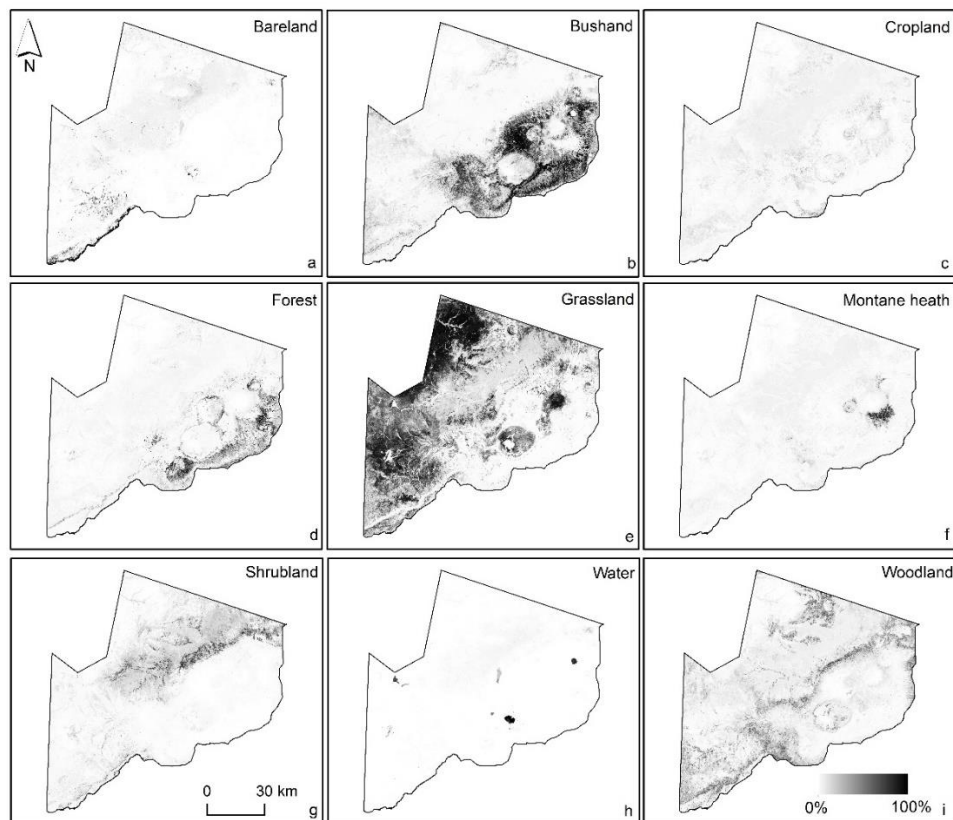 Bareland
N
a
Bushand
b
Cropland
c
Forest
d
Grassland
e
Montane heath
f
Shrubland
0 30 km
g
Water
h
Woodland
0% 100%
i